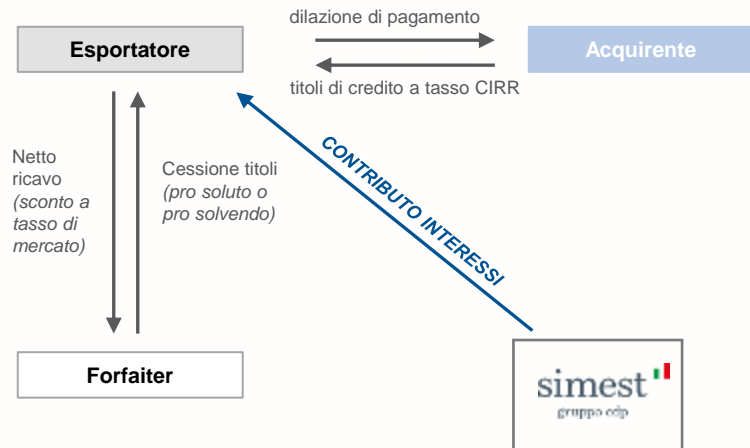 dilazione di pagamento
Esportatore
Acquirente
titoli di credito a tasso CIRR
Netto
ricavo
(sconto a
tasso di
mercato)
Cessione titoli
(pro soluto o
pro solvendo)
CONTRIBUTO INTERESSI
Forfaiter
simest
gruppo cdp